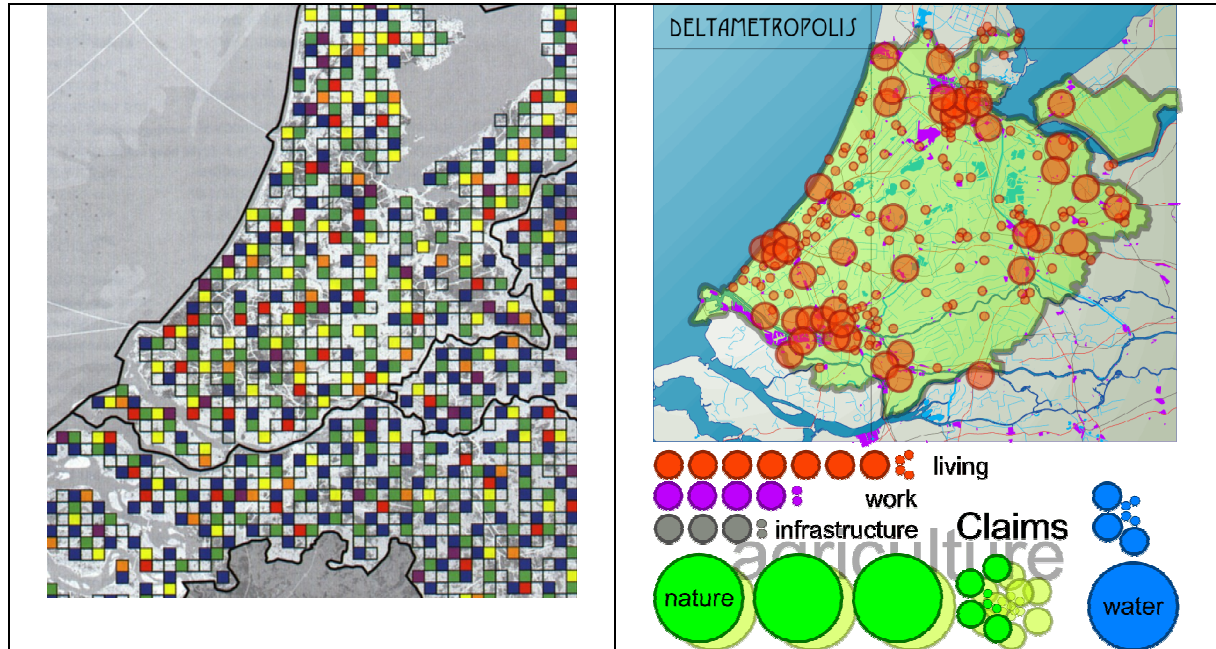 DELTAMETROPOLIS
living
work
infrastructure
Claims
agriculture
nature
water